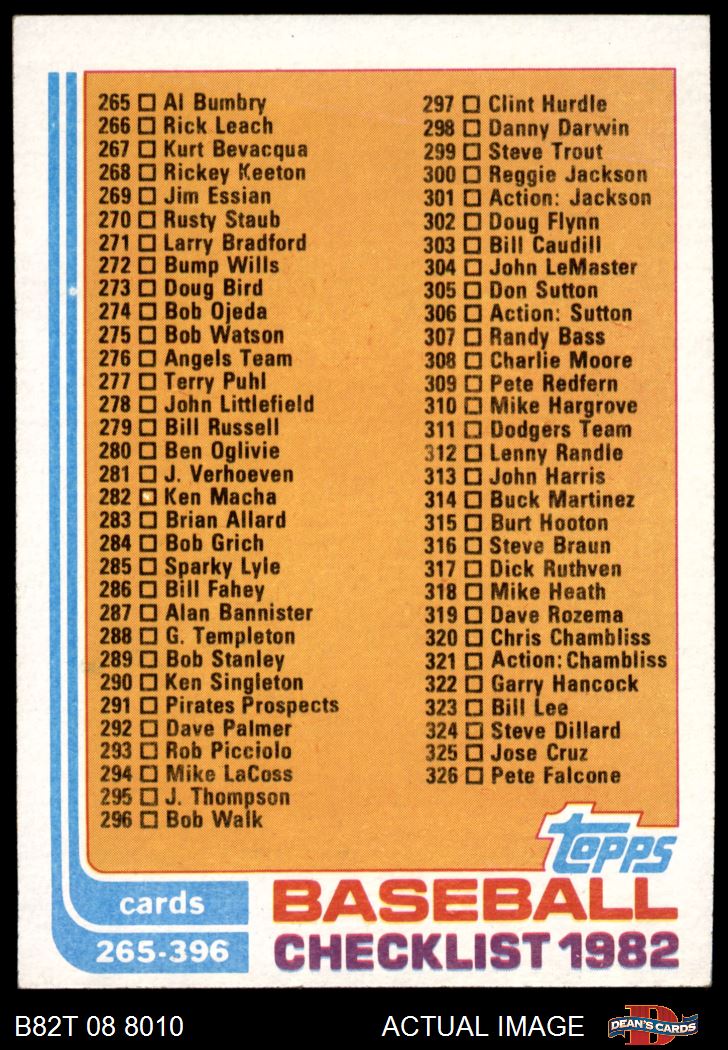 265 Al Bumbry
266 Rick Leach
267 Kurt Bevacqua
268 Rickey Keeton
269 Jim Essian
270 Rusty Staub
271 Larry Bradford
272 Bump Wills
273 Doug Bird
274 Bob Ojeda
275 Bob Watson
276 Angels Team
277 Terry Puhl
278 John Littlefield
279 Bill Russell
280 Ben Oglivie
281 J. Verhoeven
282 Ken Macha
283 Brian Allard
284 Bob Grich
285 Sparky Lyle
286 Bill Fahey
287 Alan Bannister
288 G. Templeton
289 Bob Stanley
290 Ken Singleton
291 Pirates Prospects
292 Dave Palmer
293 Rob Picciolo
294 Mike LaCoss
295 J. Thompson
296 Bob Walk
297 Clint Hurdle
298 Danny Darwin
299 Steve Trout
300 Reggie Jackson
301 Action: Jackson
302 Doug Flynn
303 Bill Caudill
304 John LeMaster
305 Don Sutton
306 Action: Sutton
307 Randy Bass
308 Charlie Moore
309 Pete Redfern
310 Mike Hargrove
311 Dodgers Team
312 Lenny Randle
313 John Harris
314 Buck Martinez
315 Burt Hooton
316 Steve Braun
317 Dick Ruthven
318 Mike Heath
319 Dave Rozema
320 Chris Chambliss
321 Action: Chambliss
322 Garry Hancock
323 Bill Lee
324 Steve Dillard
325 Jose Cruz
326 Pete Falcone
topps
cards
265-396
BASEBALL
CHECKLIST 1982
B82T 08 8010
ACTUAL IMAGE
D
DEAN'S CARDS